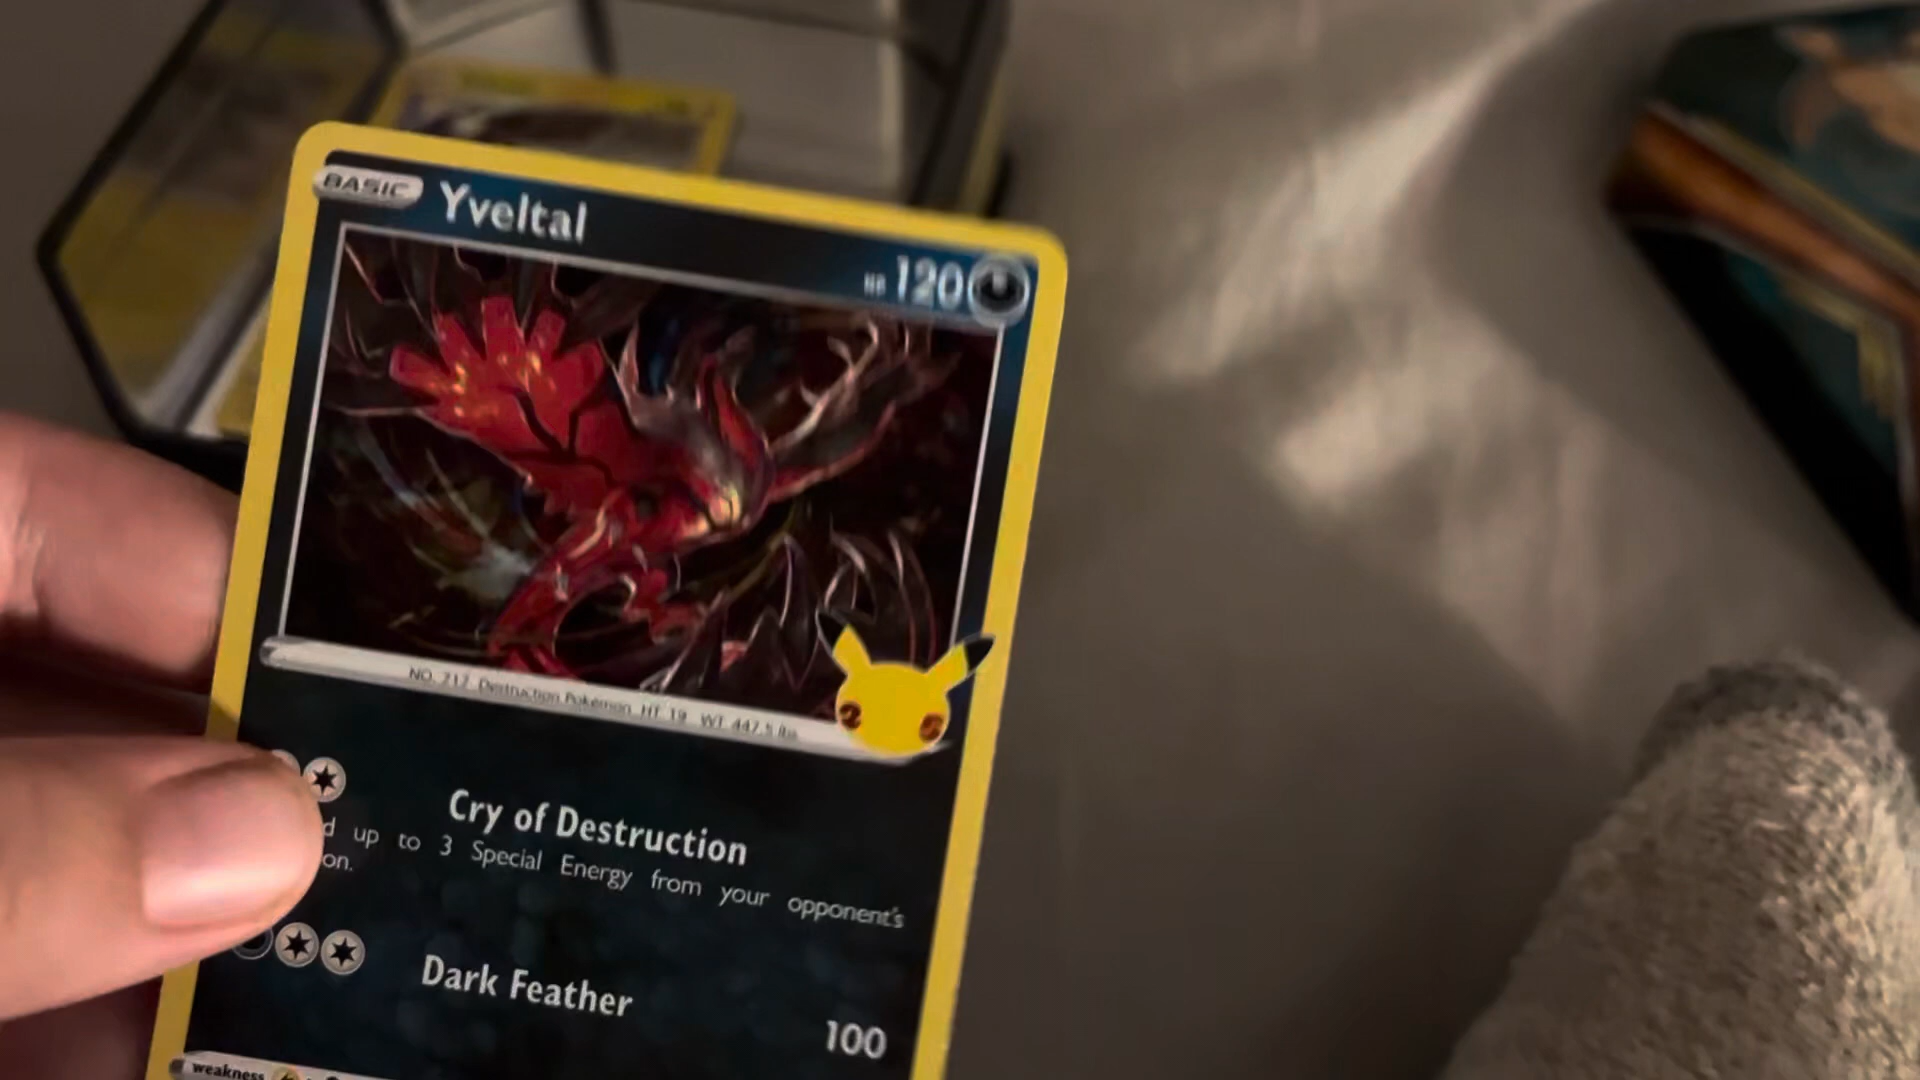 BASIC Yveltal
HP 120
NO. 717 Destruction Pokémon HT 19 WT 447.5 lbs
25
Cry of Destruction
d up to 3 Special Energy from your opponent's
on.
Dark Feather
100
weakness